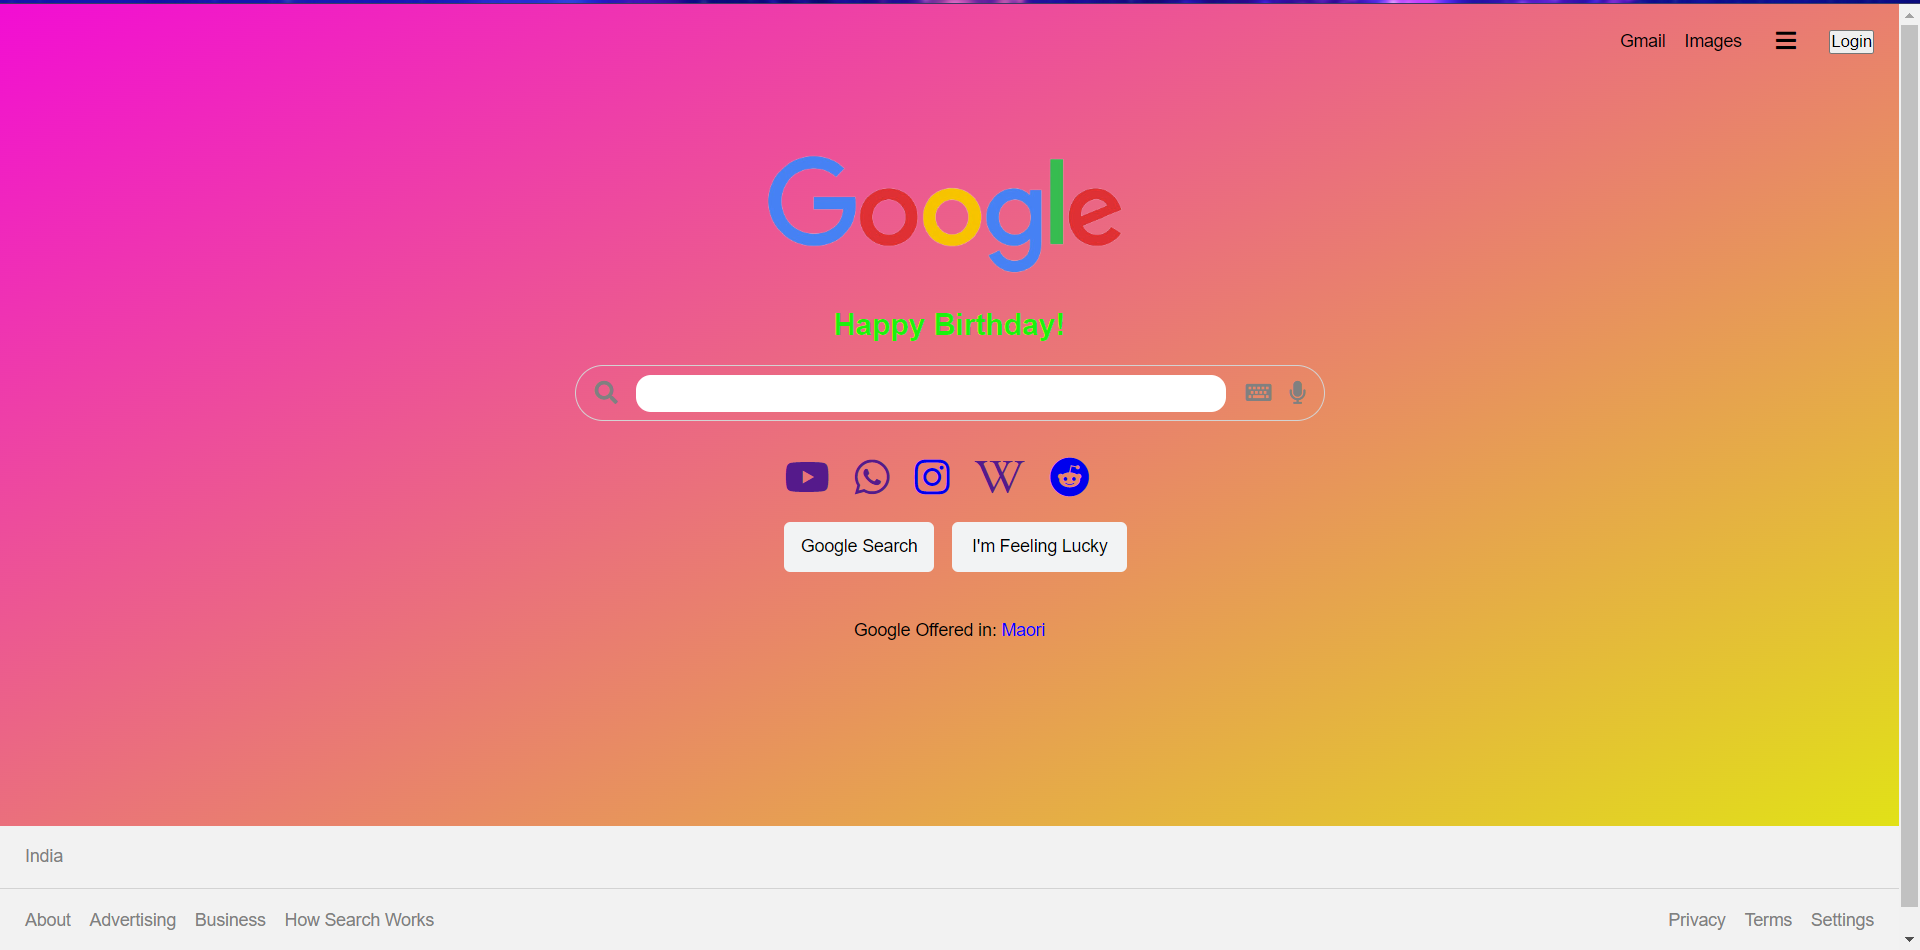 Gmail Images Login
Google
Happy Birthday!
Google Search I'm Feeling Lucky
Google Offered in: Maori
India
About Advertising Business How Search Works Privacy Terms Settings